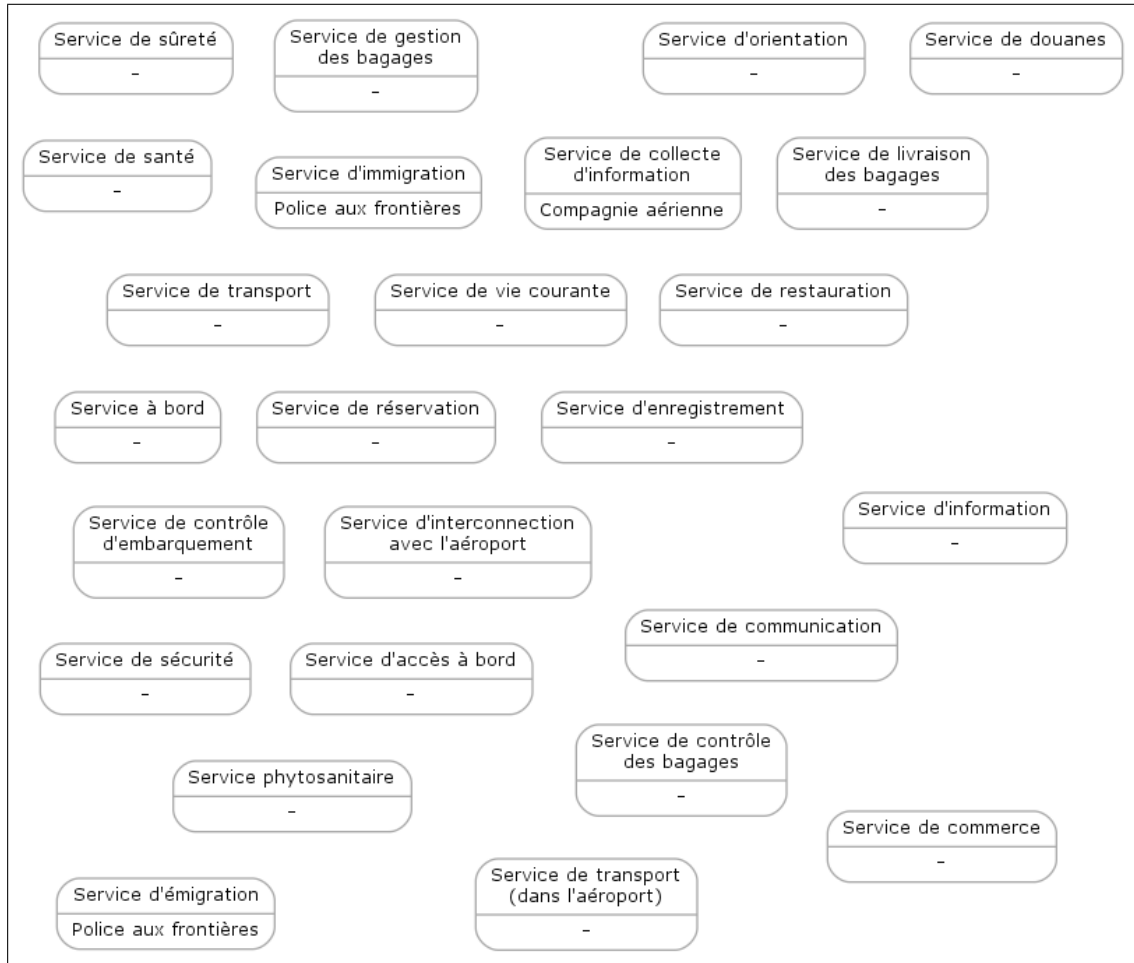 Service de sûreté
-
Service de gestion
des bagages
-
Service d'orientation
-
Service de douanes
-
Service de santé
-
Service d'immigration
Police aux frontières
Service de collecte
d'information
Compagnie aérienne
Service de livraison
des bagages
-
Service de transport
-
Service de vie courante
-
Service de restauration
-
Service à bord
-
Service de réservation
-
Service d'enregistrement
-
Service de contrôle
d'embarquement
-
Service d'interconnection
avec l'aéroport
-
Service d'information
-
Service de communication
-
Service de sécurité
-
Service d'accès à bord
-
Service de contrôle
des bagages
-
Service phytosanitaire
-
Service de commerce
-
Service d'émigration
Police aux frontières
Service de transport
(dans l'aéroport)
-